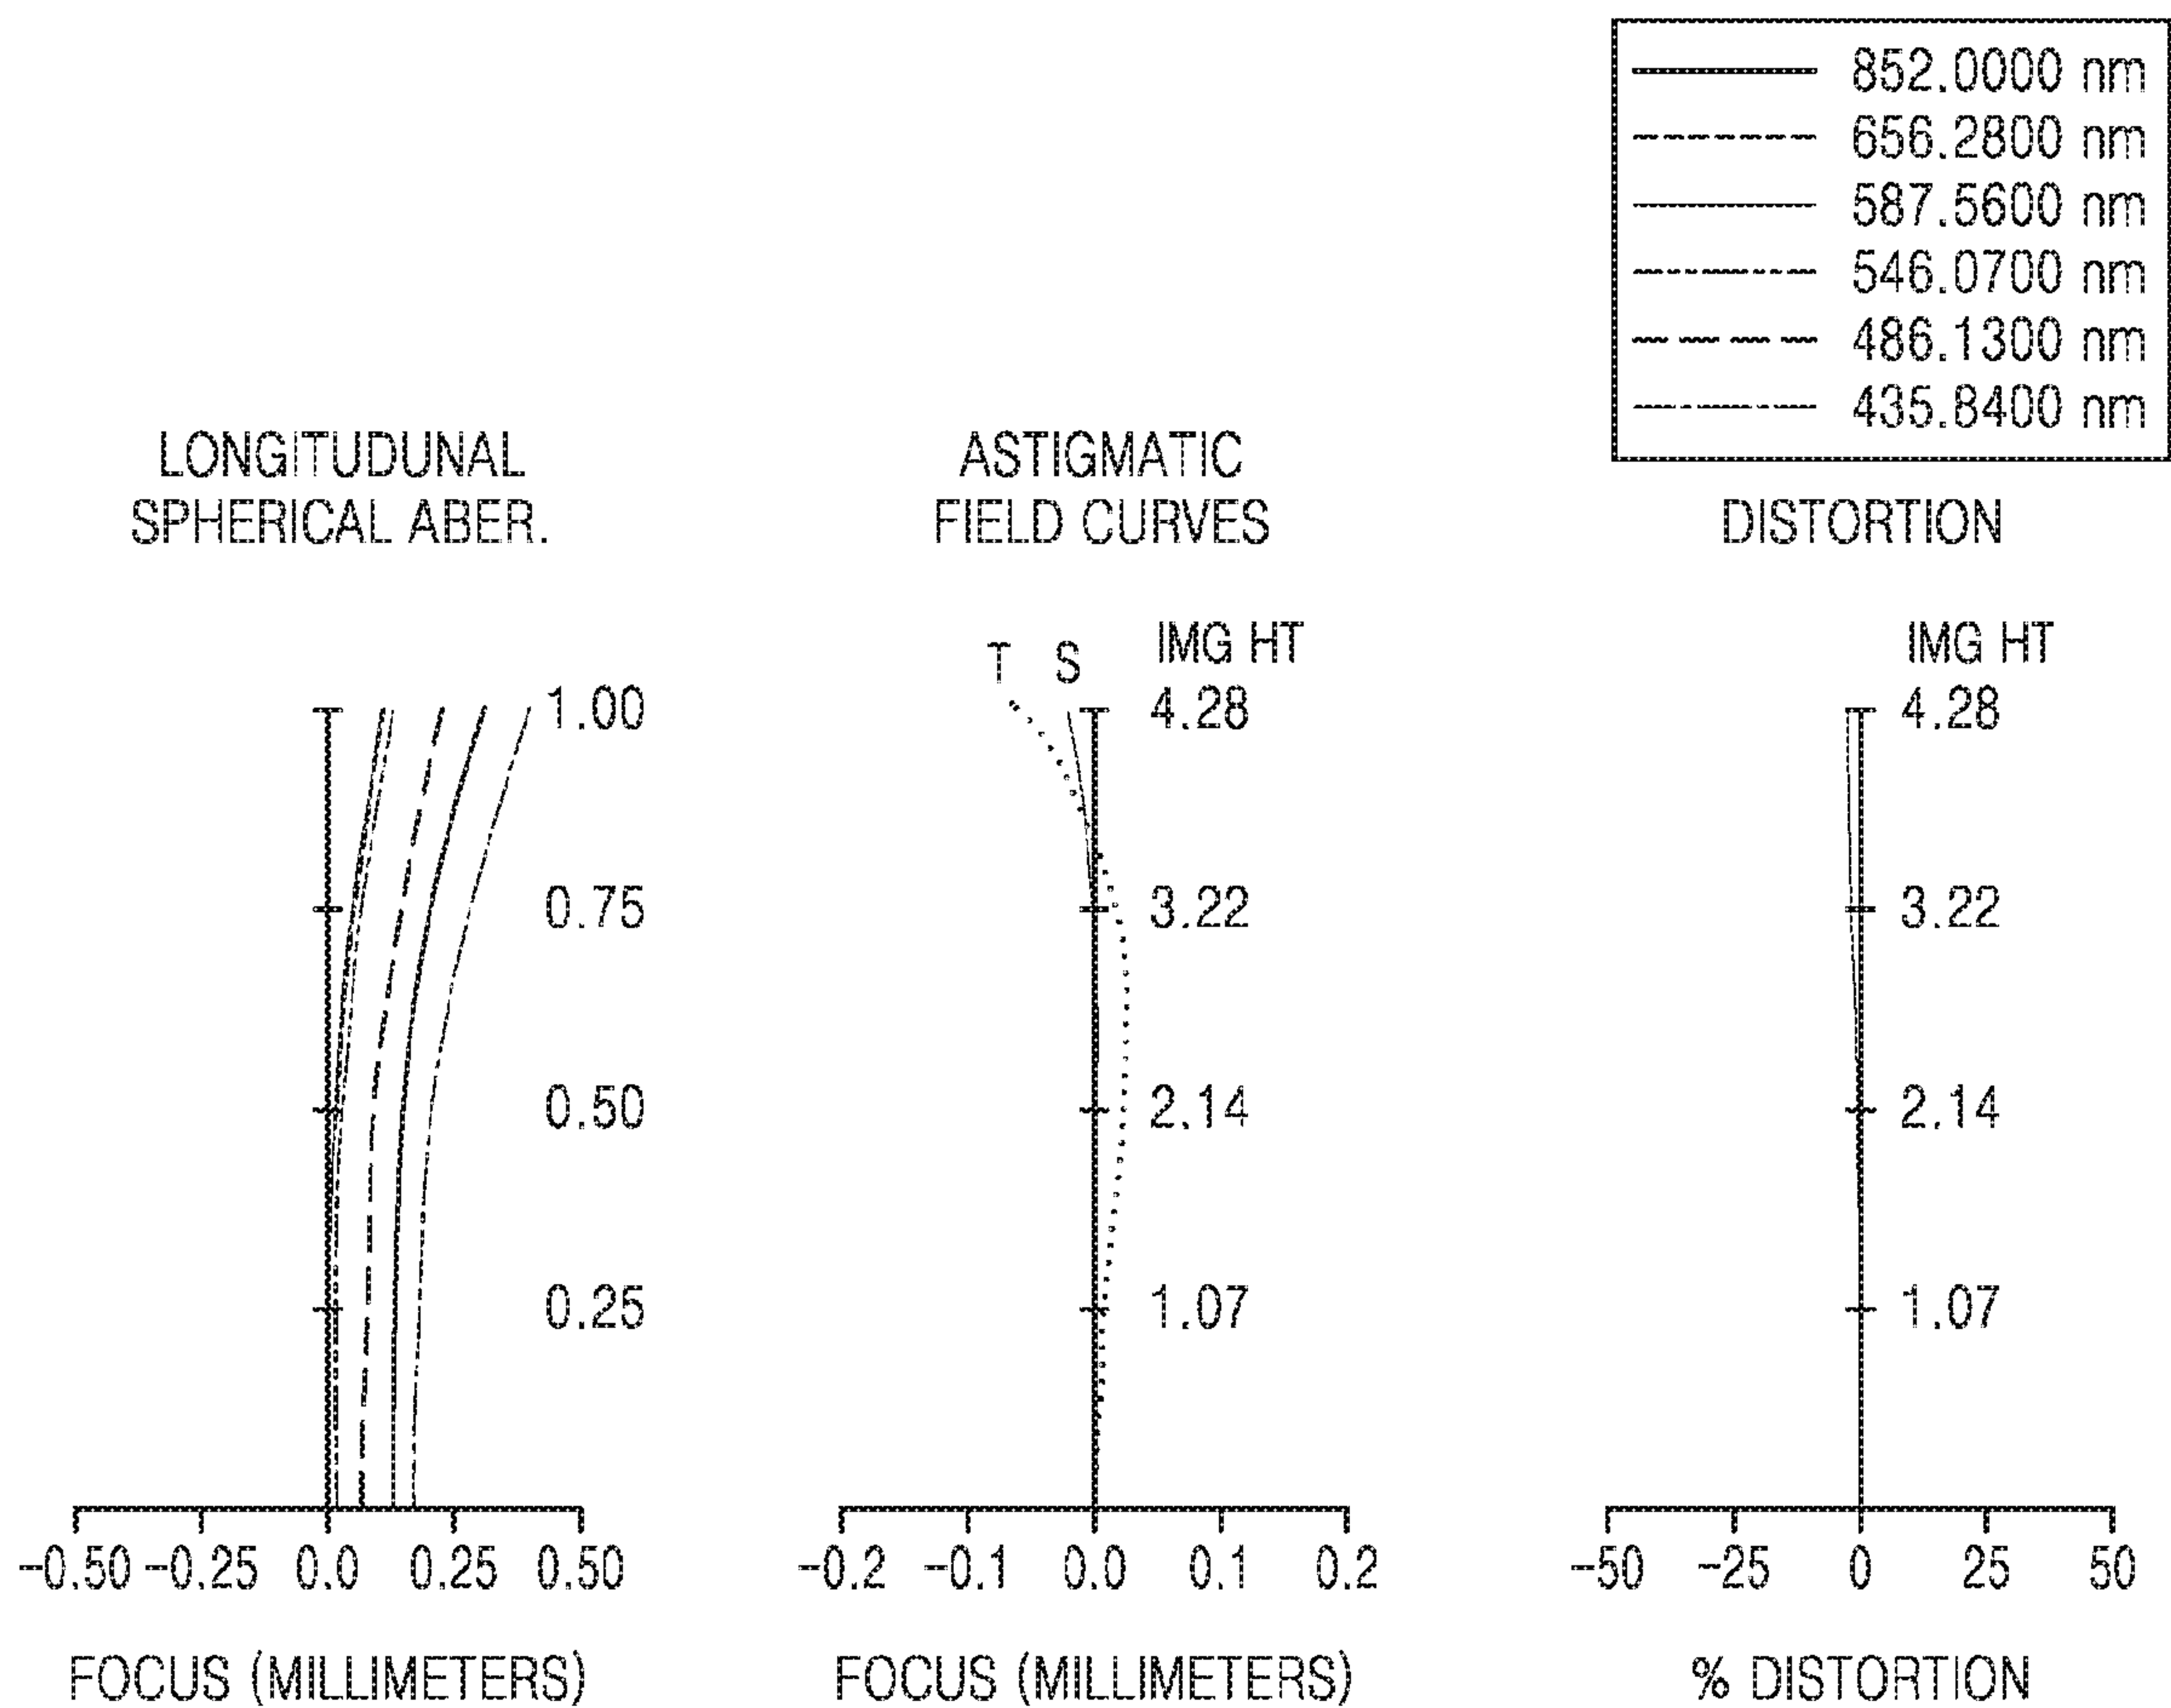 852.0000 nm
656.2800 nm
587.5600 nm
546.0700 nm
486.1300 nm
435.8400 nm
LONGITUDUNAL
SPHERICAL ABER.
1.00
0.75
0.50
0.25
-0.50 -0.25 0.0 0.25 0.50
FOCUS (MILLIMETERS)
ASTIGMATIC
FIELD CURVES
T S IMG HT
4.28
3.22
2.14
1.07
-0.2 -0.1 0.0 0.1 0.2
FOCUS (MILLIMETERS)
DISTORTION
IMG HT
4.28
3.22
2.14
1.07
-50 -25 0 25 50
% DISTORTION